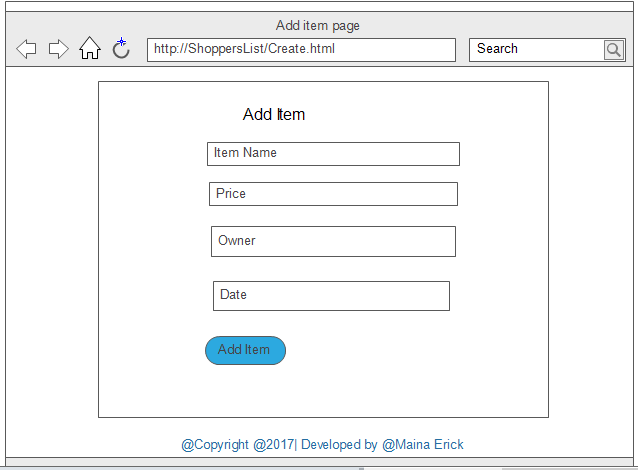 Add item page
http://ShoppersList/Create.html
Search
Add Item
Item Name
Price
Owner
Date
Add Item
@Copyright @2017| Developed by @Maina Erick